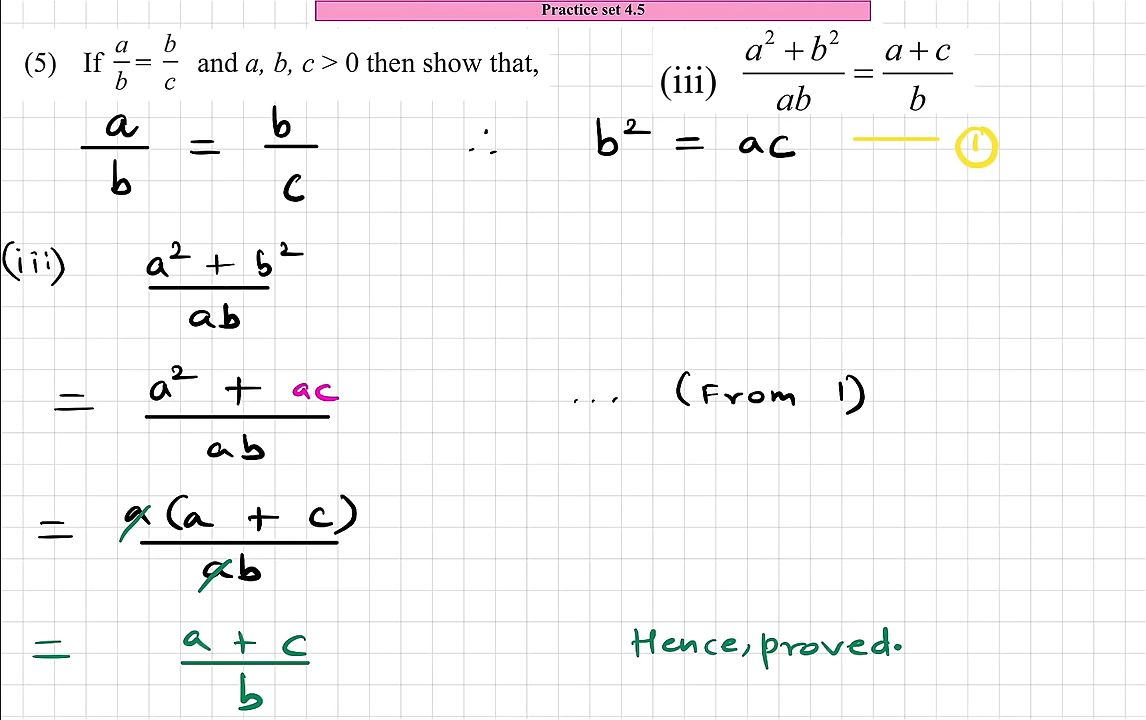 Practice set 4.5
(5) If a/b = b/c and a, b, c > 0 then show that,
(iii) (a² + b²)/ab = (a + c)/b
a/b = b/c ∴ b² = ac —— ①
(iii) (a² + b²)/ab
= (a² + ac)/ab ... (From 1)
= a(a + c)/ab
= (a + c)/b Hence, proved.